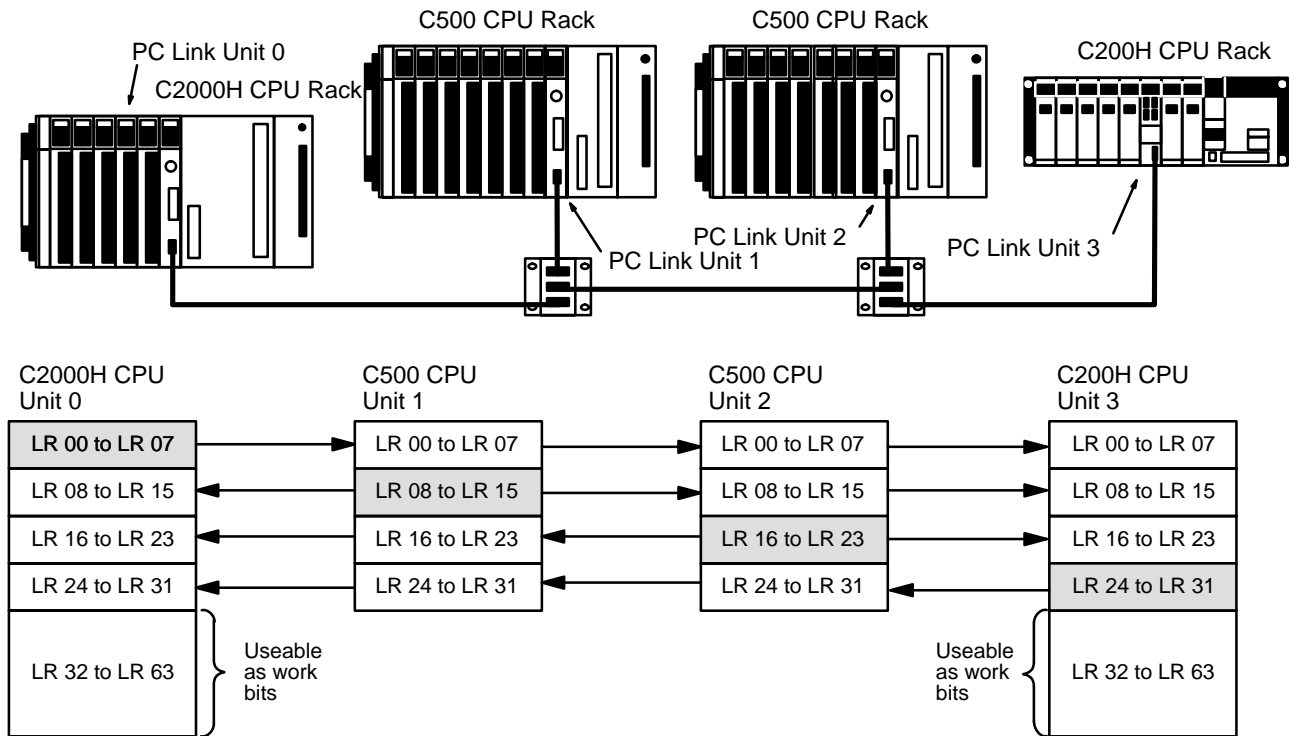 C500 CPU Rack
C500 CPU Rack
PC Link Unit 0
C200H CPU Rack
C2000H CPU Rack
PC Link Unit 2
PC Link Unit 3
PC Link Unit 1
C2000H CPU
Unit 0
C500 CPU
Unit 1
C500 CPU
Unit 2
C200H CPU
Unit 3
LR 00 to LR 07
LR 00 to LR 07
LR 00 to LR 07
LR 00 to LR 07
LR 08 to LR 15
LR 08 to LR 15
LR 08 to LR 15
LR 08 to LR 15
LR 16 to LR 23
LR 16 to LR 23
LR 16 to LR 23
LR 16 to LR 23
LR 24 to LR 31
LR 24 to LR 31
LR 24 to LR 31
LR 24 to LR 31
LR 32 to LR 63
Useable
as work
bits
Useable
as work
bits
LR 32 to LR 63